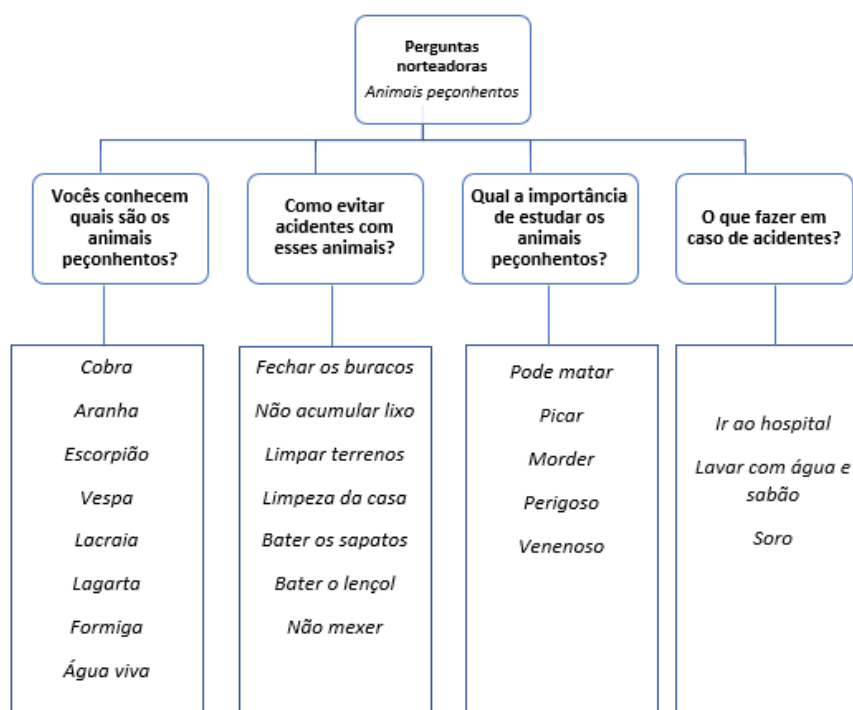 Perguntas
norteadoras
Animais peçonhentos
Vocês conhecem
quais são os
animais
peçonhentos?
Como evitar
acidentes com
esses animais?
Qual a importância
de estudar os
animais
peçonhentos?
O que fazer em
caso de acidentes?
Cobra
Aranha
Escorpião
Vespa
Lacraia
Lagarta
Formiga
Água viva
Fechar os buracos
Não acumular lixo
Limpar terrenos
Limpeza da casa
Bater os sapatos
Bater o lençol
Não mexer
Pode matar
Picar
Morder
Perigoso
Venenoso
Ir ao hospital
Lavar com água e
sabão
Soro